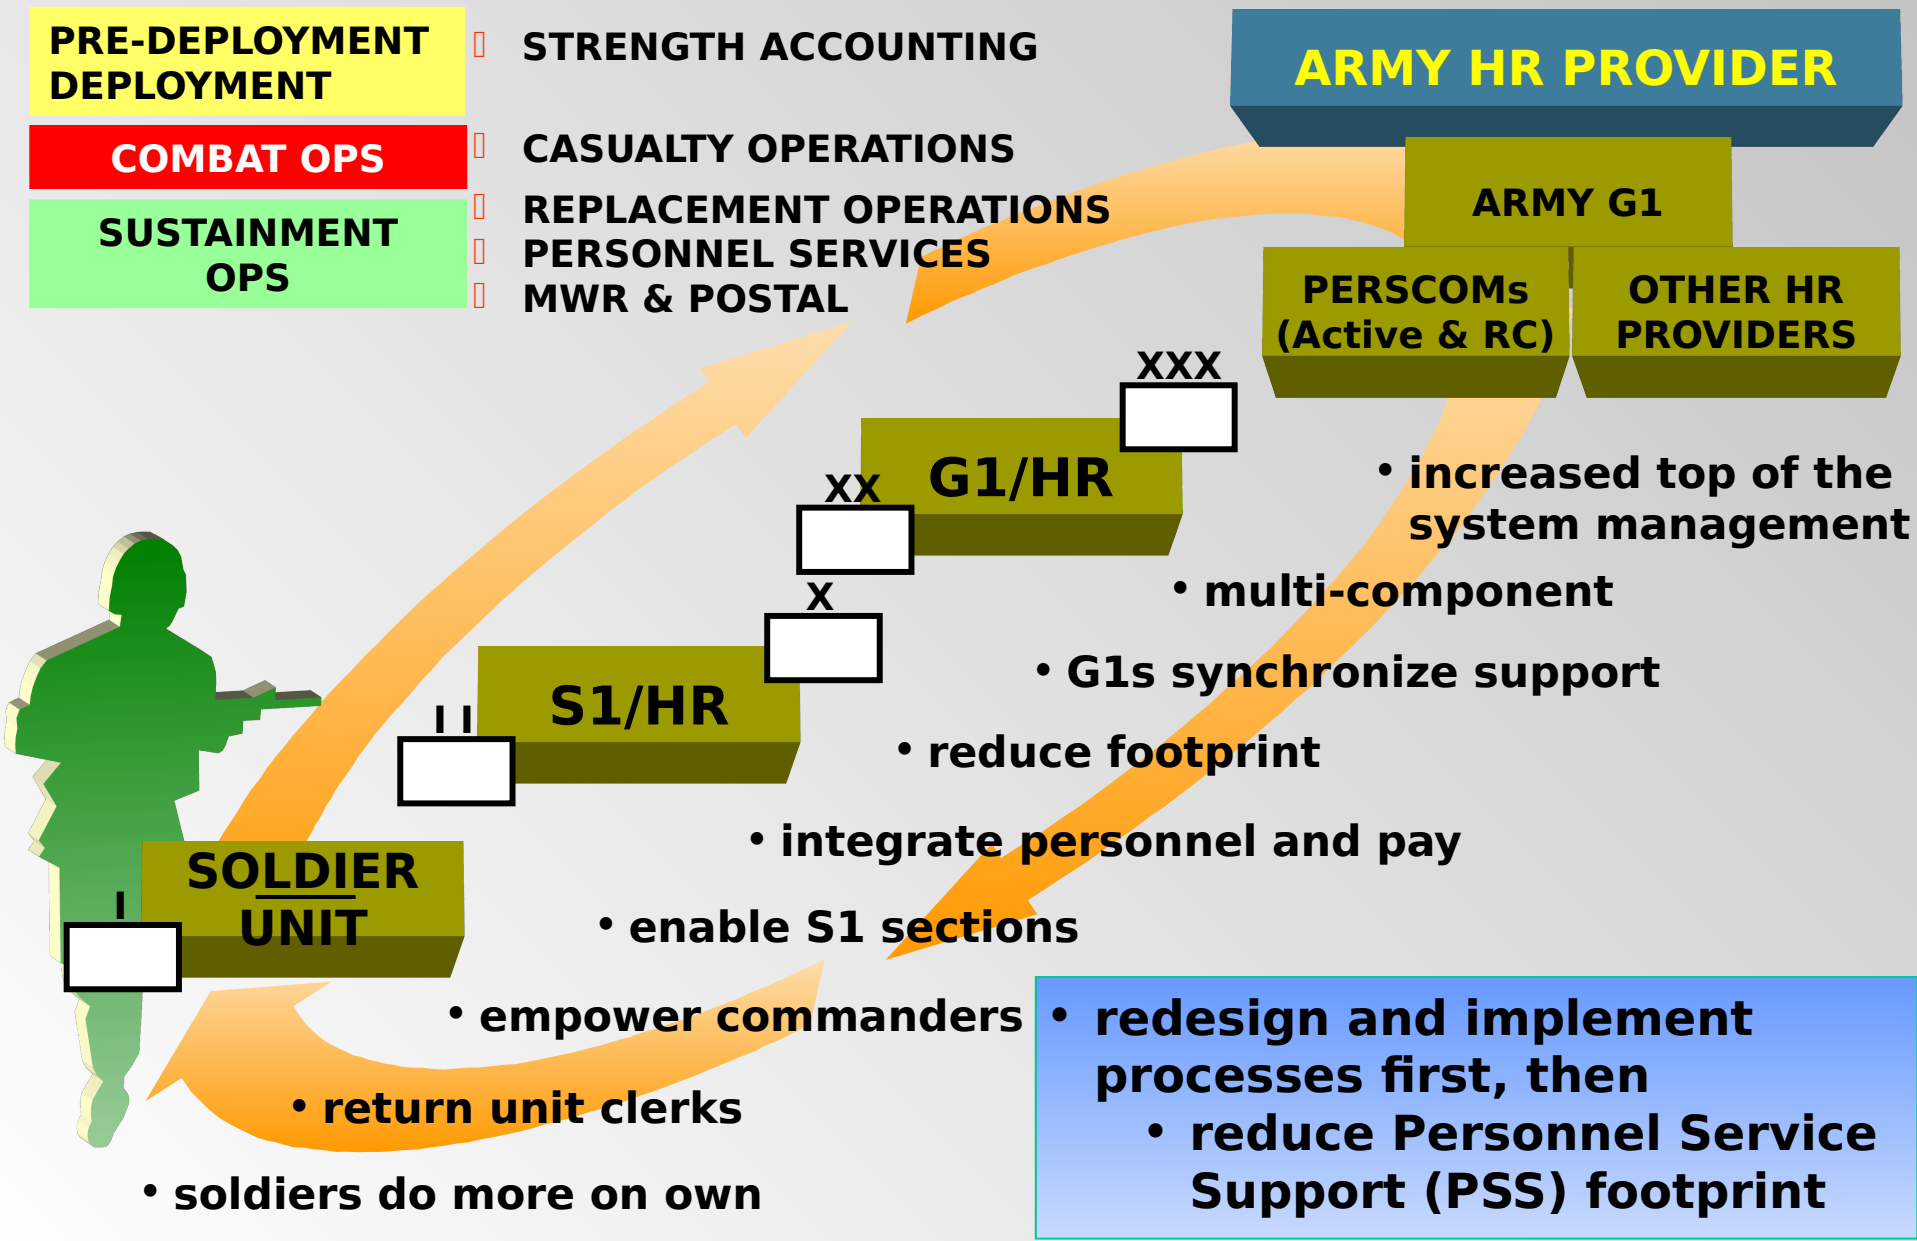 PRE-DEPLOYMENT
DEPLOYMENT
STRENGTH ACCOUNTING
COMBAT OPS
CASUALTY OPERATIONS
SUSTAINMENT
OPS
REPLACEMENT OPERATIONS
PERSONNEL SERVICES
MWR & POSTAL
ARMY HR PROVIDER
ARMY G1
PERSCOMs
(Active & RC)
OTHER HR
PROVIDERS
XXX
G1/HR
XX
X
S1/HR
I I
SOLDIER
UNIT
I
• increased top of the
system management
• multi-component
• G1s synchronize support
• reduce footprint
• integrate personnel and pay
• enable S1 sections
• empower commanders
• return unit clerks
• soldiers do more on own
• redesign and implement
processes first, then
• reduce Personnel Service
Support (PSS) footprint